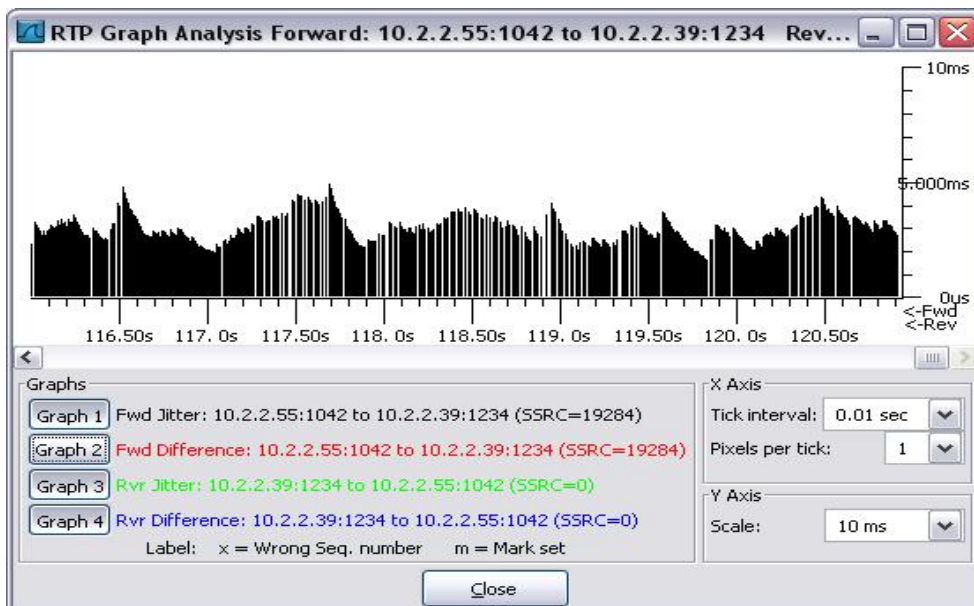 RTP Graph Analysis Forward: 10.2.2.55:1042 to 10.2.2.39:1234 Rev...
10ms
5.000ms
0us
<-Fwd
<-Rev
116.50s 117. 0s 117.50s 118. 0s 118.50s 119. 0s 119.50s 120. 0s 120.50s
Graphs
Graph 1 Fwd Jitter: 10.2.2.55:1042 to 10.2.2.39:1234 (SSRC=19284)
Graph 2 Fwd Difference: 10.2.2.55:1042 to 10.2.2.39:1234 (SSRC=19284)
Graph 3 Rvr Jitter: 10.2.2.39:1234 to 10.2.2.55:1042 (SSRC=0)
Graph 4 Rvr Difference: 10.2.2.39:1234 to 10.2.2.55:1042 (SSRC=0)
Label: x = Wrong Seq. number m = Mark set
X Axis
Tick interval: 0.01 sec
Pixels per tick: 1
Y Axis
Scale: 10 ms
Close